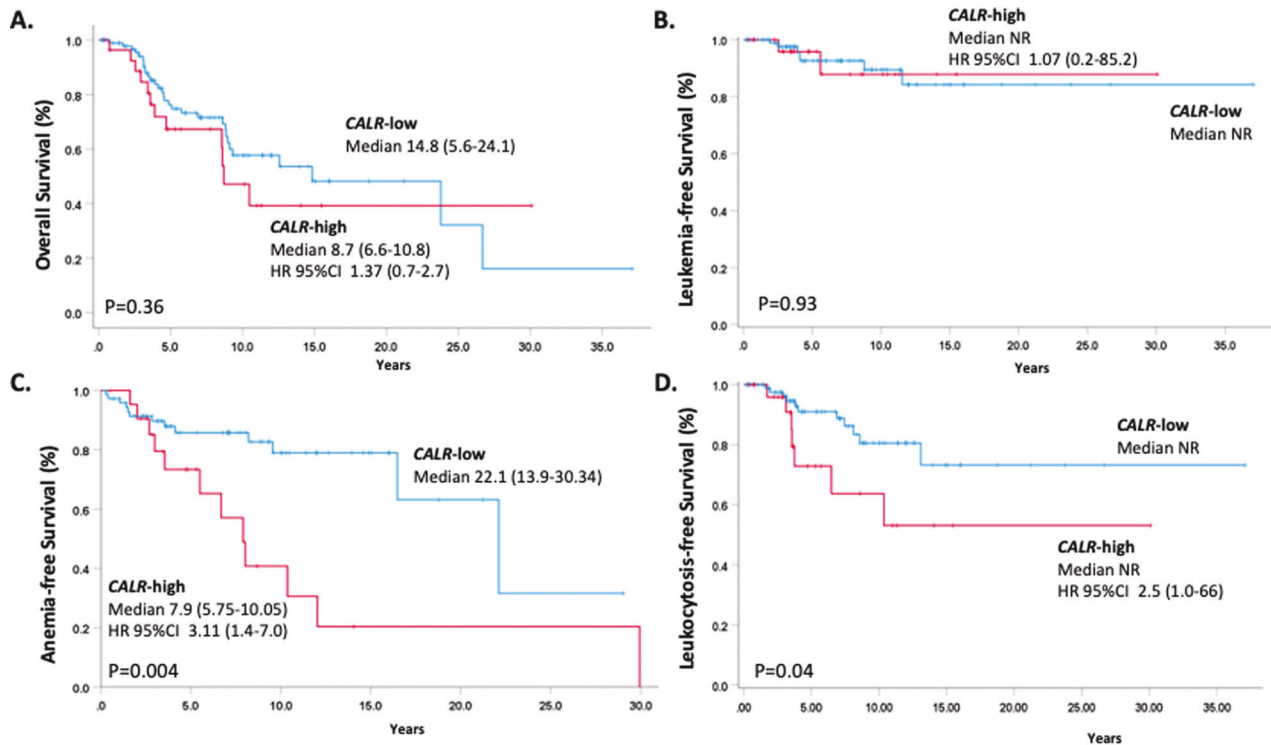 A.
Overall Survival (%)
1.0
0.8
0.6
0.4
0.2
0.0
CALR-low
Median 14.8 (5.6-24.1)
CALR-high
Median 8.7 (6.6-10.8)
HR 95%CI 1.37 (0.7-2.7)
P=0.36
.0 5.0 10.0 15.0 20.0 25.0 30.0 35.0
Years
B.
Leukemia-free Survival (%)
1.0
0.8
0.6
0.4
0.2
0.0
CALR-high
Median NR
HR 95%CI 1.07 (0.2-85.2)
CALR-low
Median NR
P=0.93
.0 5.0 10.0 15.0 20.0 25.0 30.0 35.0
Years
C.
Anemia-free Survival (%)
1.0
0.8
0.6
0.4
0.2
0.0
CALR-low
Median 22.1 (13.9-30.34)
CALR-high
Median 7.9 (5.75-10.05)
HR 95%CI 3.11 (1.4-7.0)
P=0.004
.0 5.0 10.0 15.0 20.0 25.0 30.0
Years
D.
Leukocytosis-free Survival (%)
1.0
0.8
0.6
0.4
0.2
0.0
CALR-low
Median NR
CALR-high
Median NR
HR 95%CI 2.5 (1.0-66)
P=0.04
.00 5.00 10.00 15.00 20.00 25.00 30.00 35.00
Years